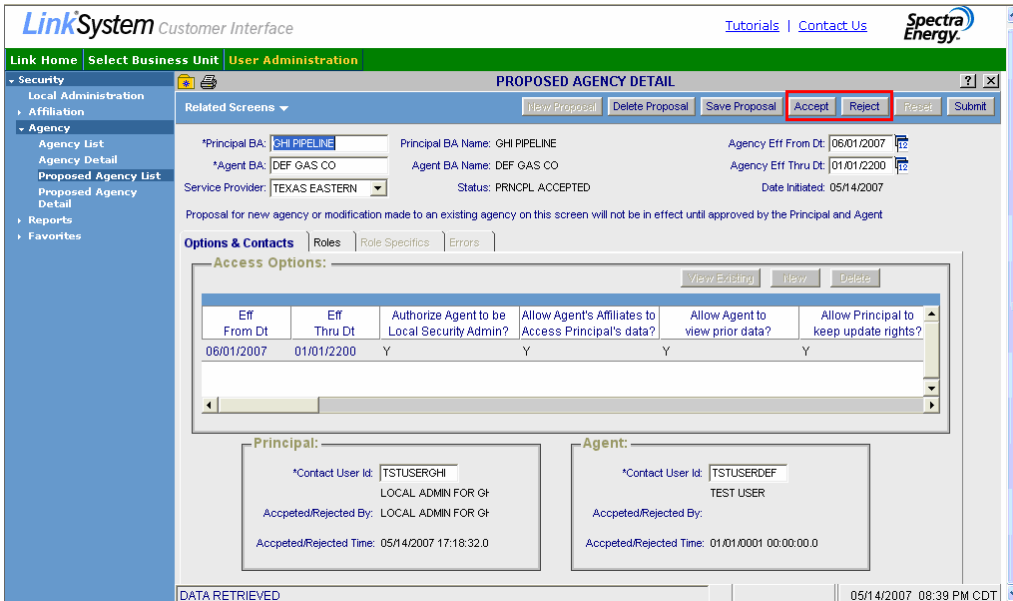 LinkSystem Customer Interface
Tutorials | Contact Us
Spectra Energy.
Link Home Select Business Unit User Administration
Security
Local Administration
Affiliation
Agency
Agency List
Agency Detail
Proposed Agency List
Proposed Agency Detail
Reports
Favorites
PROPOSED AGENCY DETAIL
? X
Related Screens
New Proposal Delete Proposal Save Proposal Accept Reject Reset Submit
*Principal BA: GHI PIPELINE Principal BA Name: GHI PIPELINE Agency Eff From Dt: 06/01/2007 12
*Agent BA: DEF GAS CO Agent BA Name: DEF GAS CO Agency Eff Thru Dt: 01/01/2200 12
Service Provider: TEXAS EASTERN Status: PRNCPL ACCEPTED Date Initiated: 05/14/2007
Proposal for new agency or modification made to an existing agency on this screen will not be in effect until approved by the Principal and Agent
Options & Contacts Roles Role Specifics Errors
Access Options:
View Existing New Delete
Eff From Dt Eff Thru Dt Authorize Agent to be Local Security Admin? Allow Agent's Affiliates to Access Principal's data? Allow Agent to view prior data? Allow Principal to keep update rights?
06/01/2007 01/01/2200 Y Y Y Y
Principal:
*Contact User Id: TSTUSERGHI
LOCAL ADMIN FOR GH
Accpeted/Rejected By: LOCAL ADMIN FOR GH
Accpeted/Rejected Time: 05/14/2007 17:18:32.0
Agent:
*Contact User Id: TSTUSERDEF
TEST USER
Accpeted/Rejected By:
Accpeted/Rejected Time: 01/01/0001 00:00:00.0
DATA RETRIEVED
05/14/2007 08:39 PM CDT